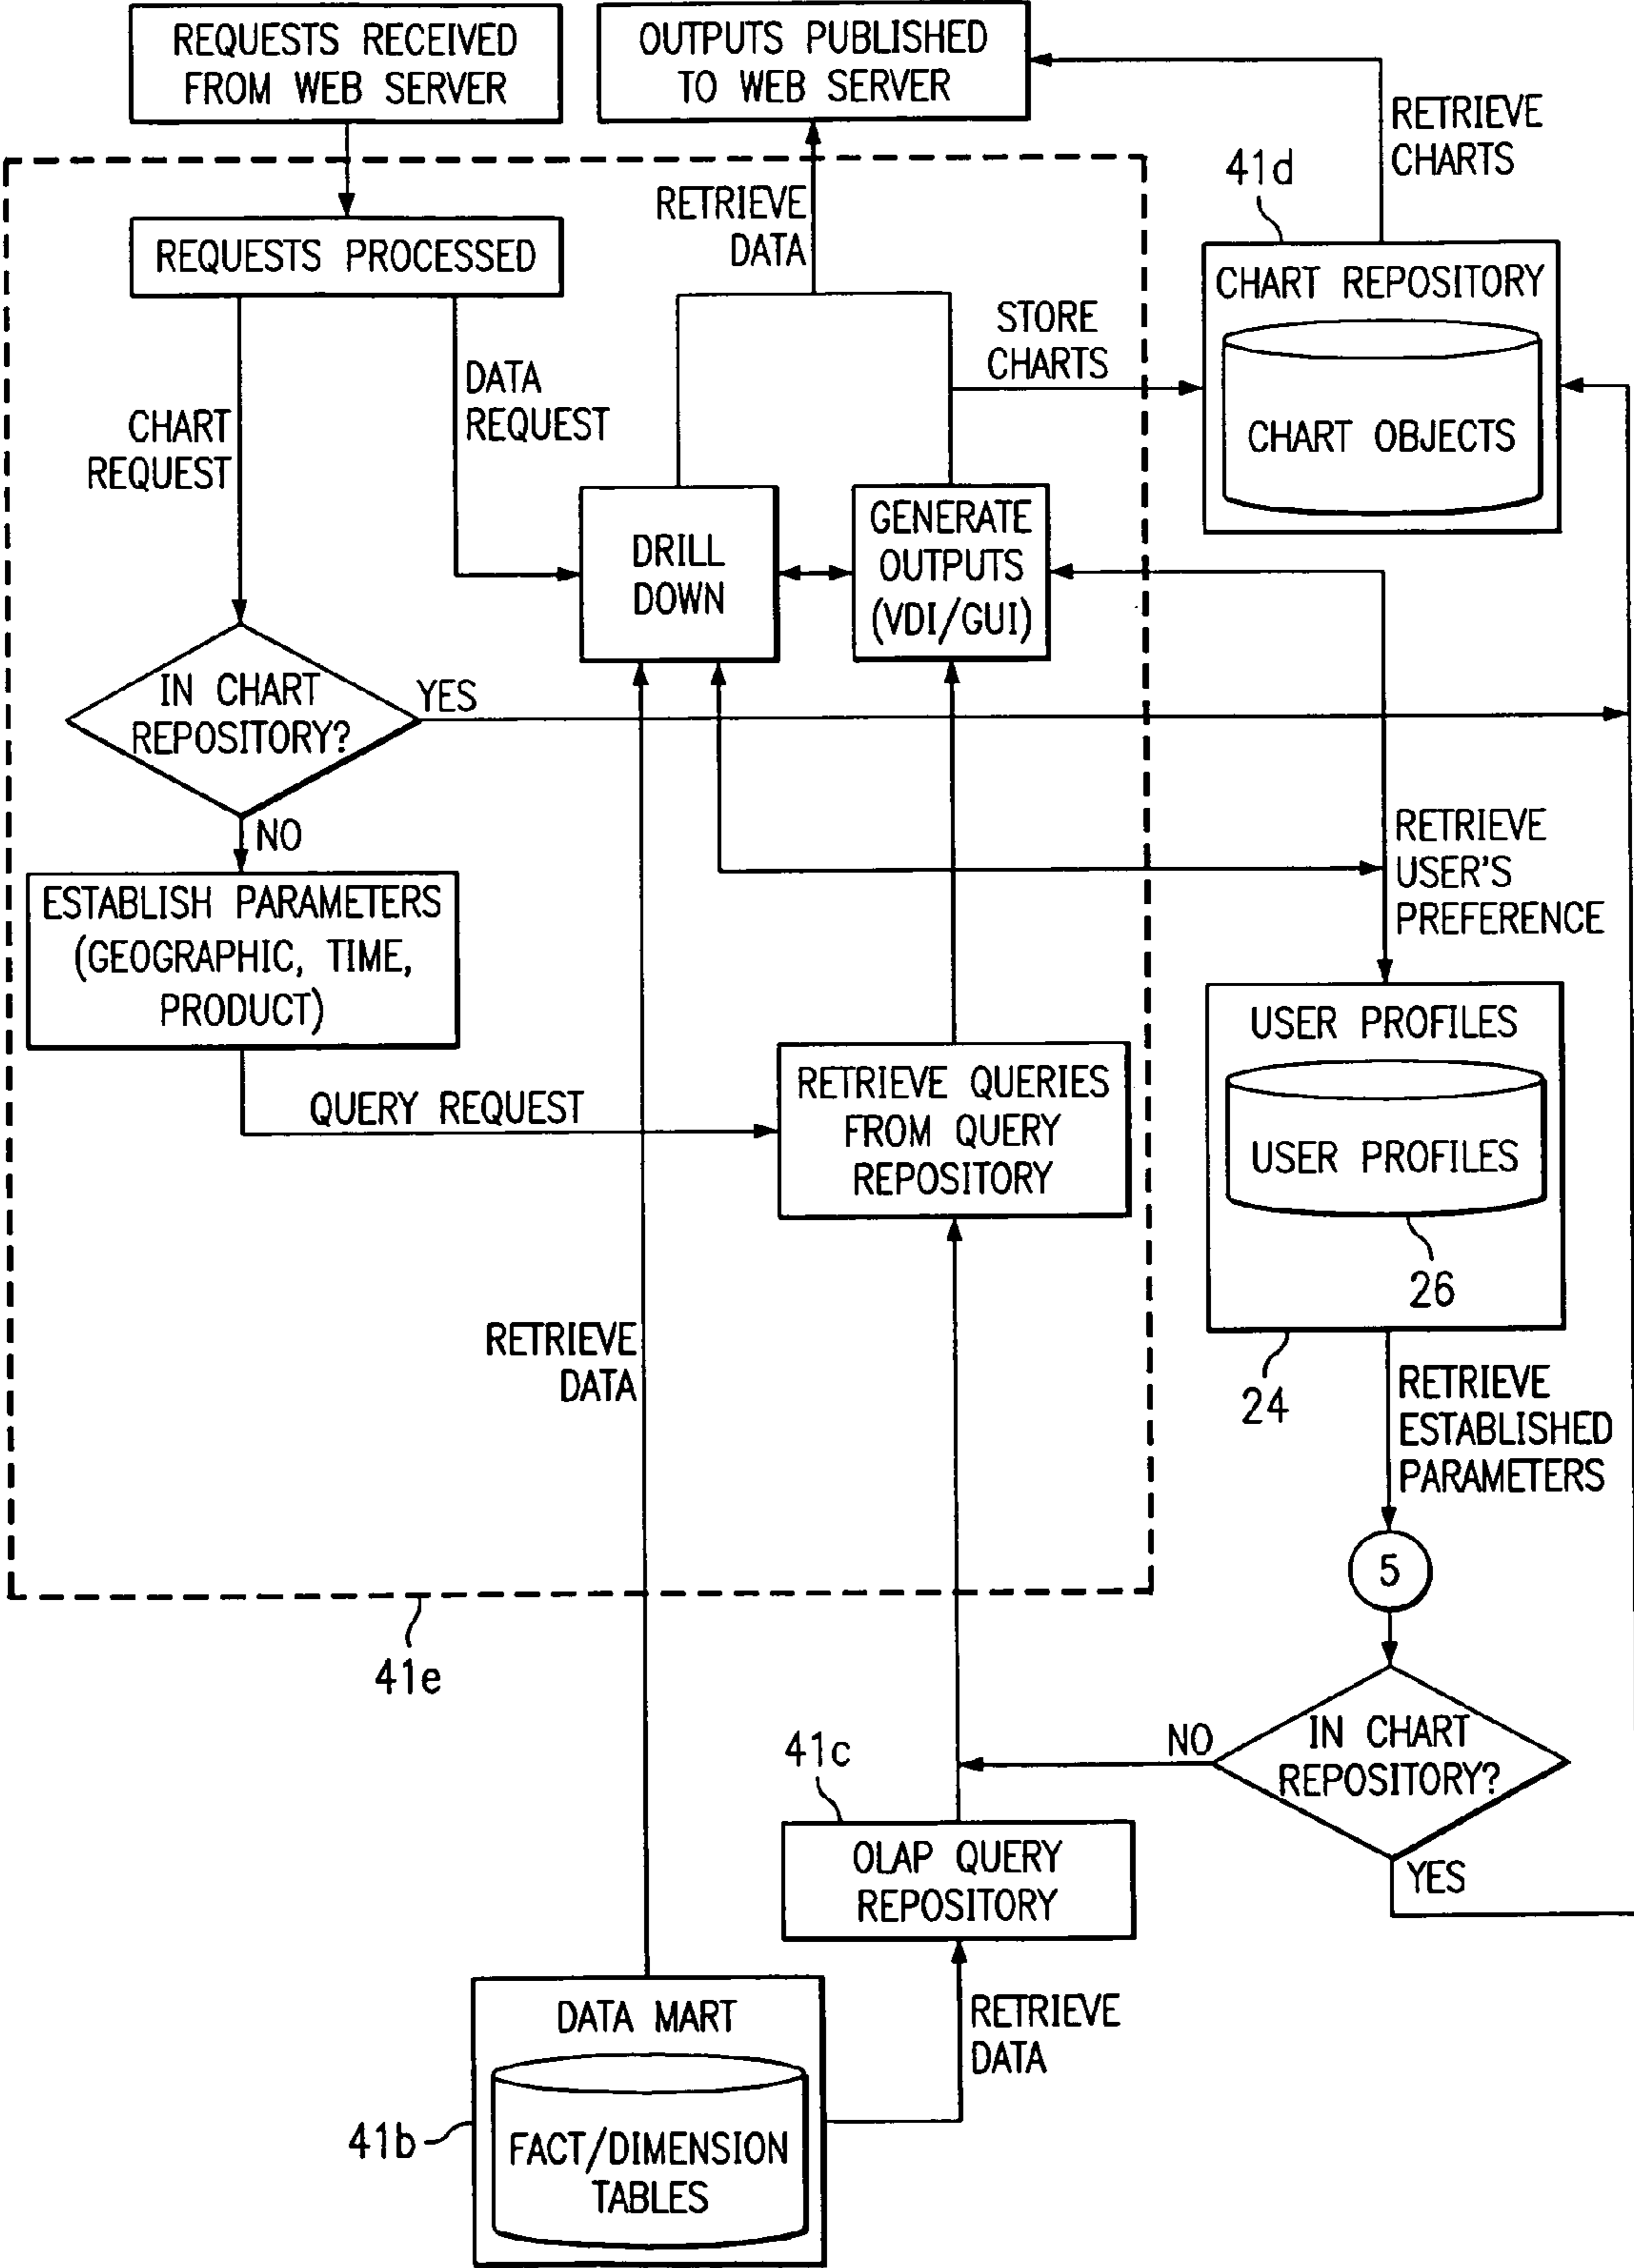 REQUESTS RECEIVED
FROM WEB SERVER
OUTPUTS PUBLISHED
TO WEB SERVER
RETRIEVE
CHARTS
41d
RETRIEVE
DATA
REQUESTS PROCESSED
CHART REPOSITORY
CHART OBJECTS
STORE
CHARTS
DATA
REQUEST
CHART
REQUEST
DRILL
DOWN
GENERATE
OUTPUTS
(VDI/GUI)
IN CHART
REPOSITORY?
YES
NO
RETRIEVE
USER'S
PREFERENCE
ESTABLISH PARAMETERS
(GEOGRAPHIC, TIME,
PRODUCT)
USER PROFILES
USER PROFILES
26
24
QUERY REQUEST
RETRIEVE QUERIES
FROM QUERY
REPOSITORY
RETRIEVE
DATA
RETRIEVE
ESTABLISHED
PARAMETERS
5
41e
IN CHART
REPOSITORY?
NO
YES
41c
OLAP QUERY
REPOSITORY
RETRIEVE
DATA
DATA MART
FACT/DIMENSION
TABLES
41b